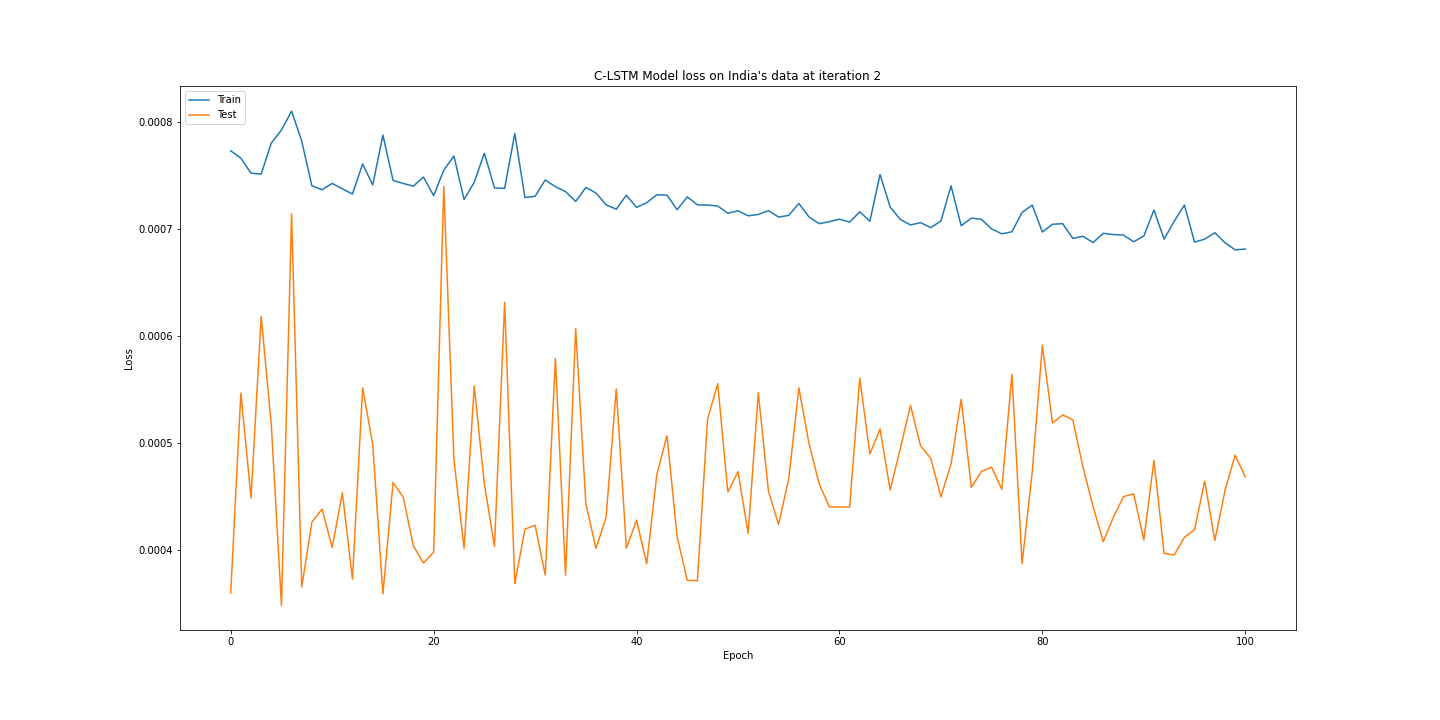 C-LSTM Model loss on India's data at iteration 2
Train
Test
0.0008
0.0007
0.0006
0.0005
0.0004
Loss
0
20
40
60
80
100
Epoch